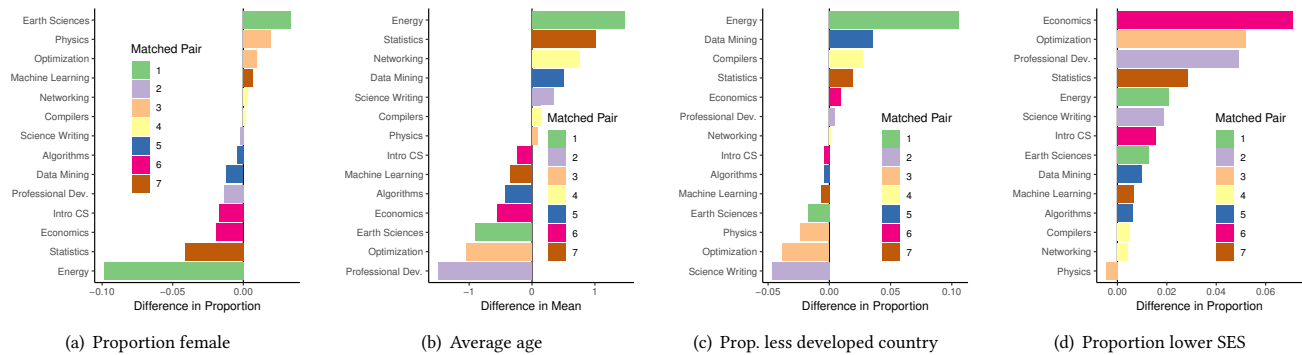 Earth Sciences
Physics
Optimization
Machine Learning
Networking
Compilers
Science Writing
Algorithms
Data Mining
Professional Dev.
Intro CS
Economics
Statistics
Energy
Matched Pair
1
2
3
4
5
6
7
−0.10 −0.05 0.00
Difference in Proportion
(a) Proportion female
Energy
Statistics
Networking
Data Mining
Science Writing
Compilers
Physics
Intro CS
Machine Learning
Algorithms
Economics
Earth Sciences
Optimization
Professional Dev.
Matched Pair
1
2
3
4
5
6
7
−1 0 1
Difference in Mean
(b) Average age
Energy
Data Mining
Compilers
Statistics
Economics
Professional Dev.
Networking
Intro CS
Algorithms
Machine Learning
Earth Sciences
Physics
Optimization
Science Writing
Matched Pair
1
2
3
4
5
6
7
−0.05 0.00 0.05 0.10
Difference in Proportion
(c) Prop. less developed country
Economics
Optimization
Professional Dev.
Statistics
Energy
Science Writing
Intro CS
Earth Sciences
Data Mining
Machine Learning
Algorithms
Compilers
Networking
Physics
Matched Pair
1
2
3
4
5
6
7
0.00 0.02 0.04 0.06
Difference in Proportion
(d) Proportion lower SES